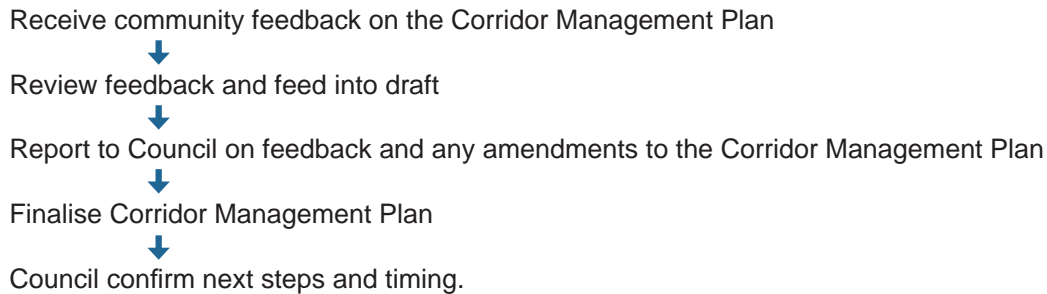 Receive community feedback on the Corridor Management Plan
Review feedback and feed into draft
Report to Council on feedback and any amendments to the Corridor Management Plan
Finalise Corridor Management Plan
Council confirm next steps and timing.